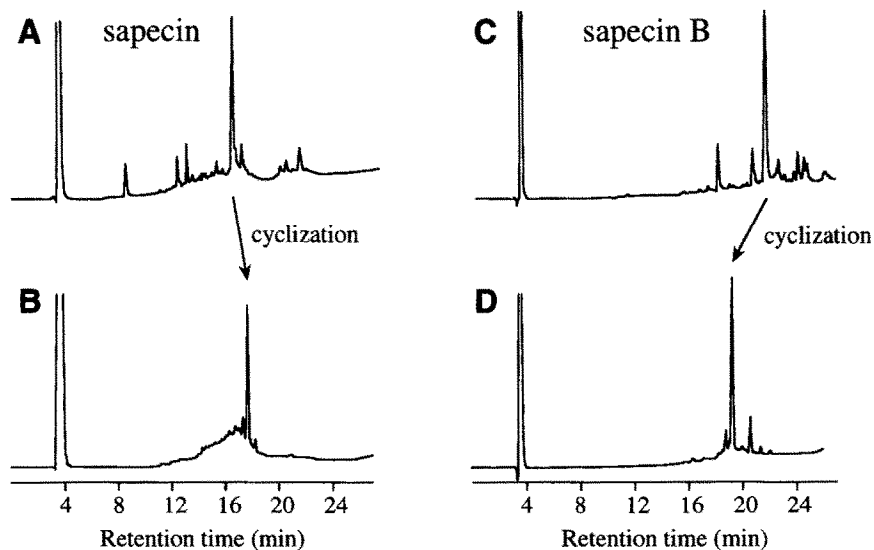 A sapecin
C sapecin B
cyclization
cyclization
B
D
4 8 12 16 20 24
4 8 12 16 20 24
Retention time (min)
Retention time (min)